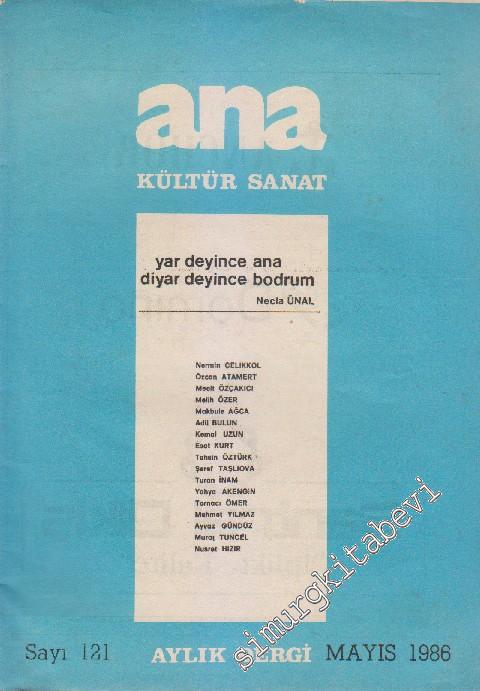 ana
KÜLTÜR SANAT
yar deyince ana
diyar deyince bodrum
Necla ÜNAL
Nermin ÇELİKKOL
Özcan ATAMERT
Mecit ÖZÇAKICI
Melih ÖZER
Makbule AĞCA
Adil BULUN
Kemal UZUN
Esat KURT
Tahsin ÖZTÜRK
Şeref TAŞLIOVA
Turan İNAM
Yahya AKENGİN
Tornacı ÖMER
Mehmet YILMAZ
Ayvaz GÜNDÜZ
Murat TUNCEL
Nusret HIZIR
Sayı 121 AYLIK DERGİ MAYIS 1986
simurgkitabevi